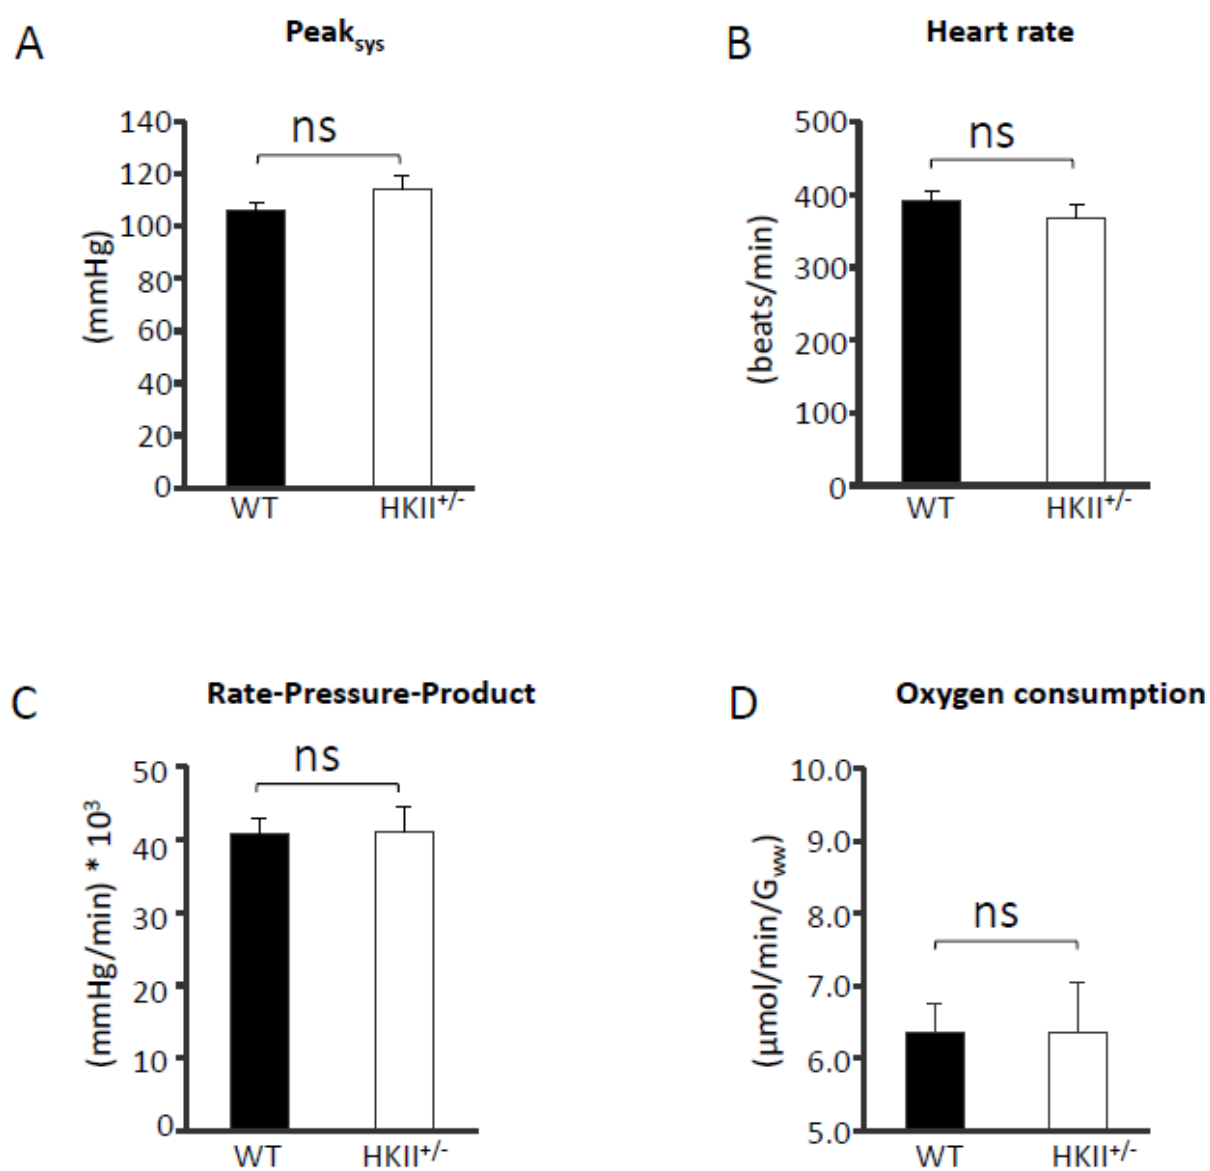 A
Peaksys
(mmHg)
140
120
100
80
60
40
20
0
ns
WT HKII+/-
B
Heart rate
(beats/min)
500
400
300
200
100
0
ns
WT HKII+/-
C
Rate-Pressure-Product
(mmHg/min) * 10³
50
40
30
20
10
0
ns
WT HKII+/-
D
Oxygen consumption
(µmol/min/Gww)
10.0
9.0
8.0
7.0
6.0
5.0
ns
WT HKII+/-